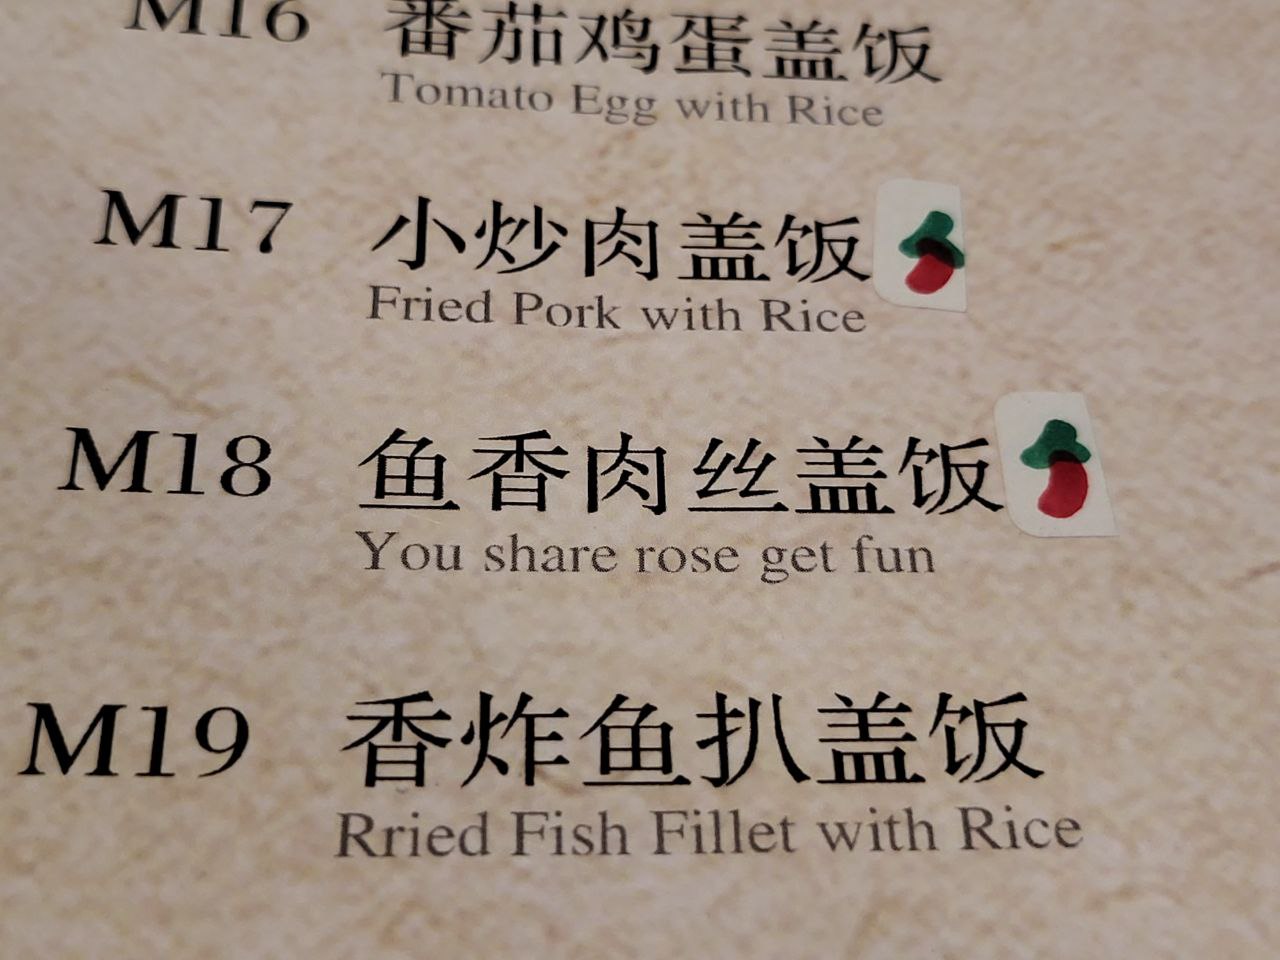 M16 番茄鸡蛋盖饭
Tomato Egg with Rice
M17 小炒肉盖饭
Fried Pork with Rice
M18 鱼香肉丝盖饭
You share rose get fun
M19 香炸鱼扒盖饭
Rried Fish Fillet with Rice